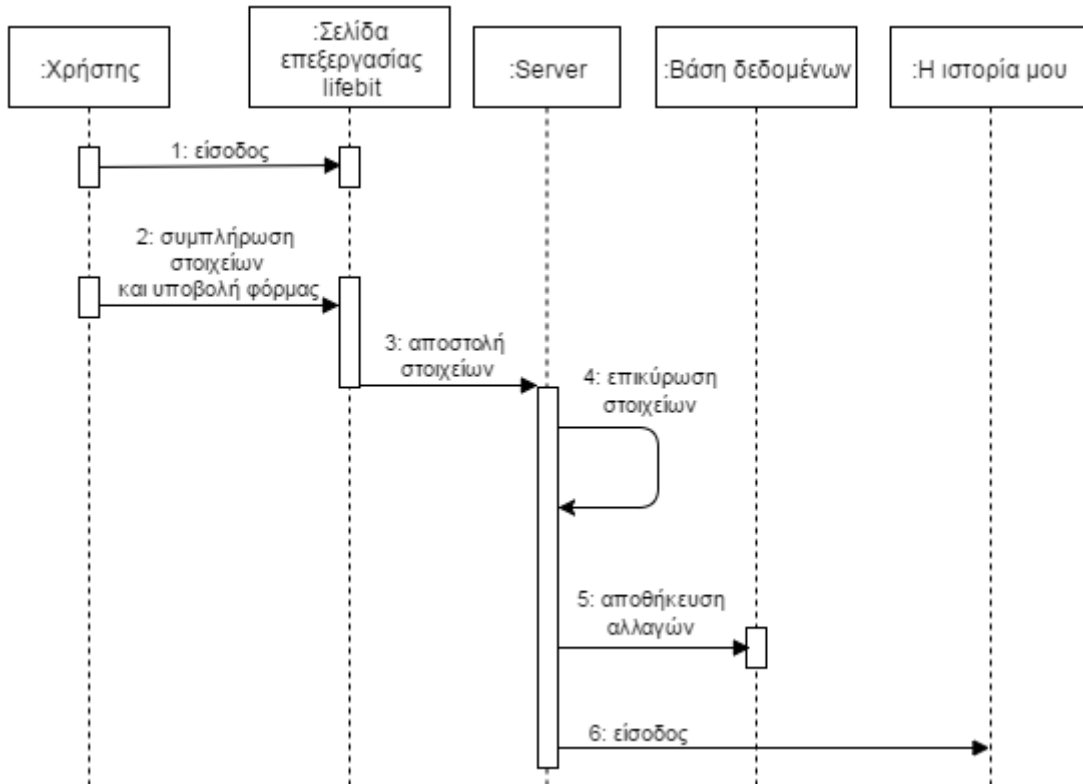 :Χρήστης
:Σελίδα
επεξεργασίας
lifebit
:Server
:Βάση δεδομένων
:Η ιστορία μου
1: είσοδος
2: συμπλήρωση
στοιχείων
και υποβολή φόρμας
3: αποστολή
στοιχείων
4: επικύρωση
στοιχείων
5: αποθήκευση
αλλαγών
6: είσοδος